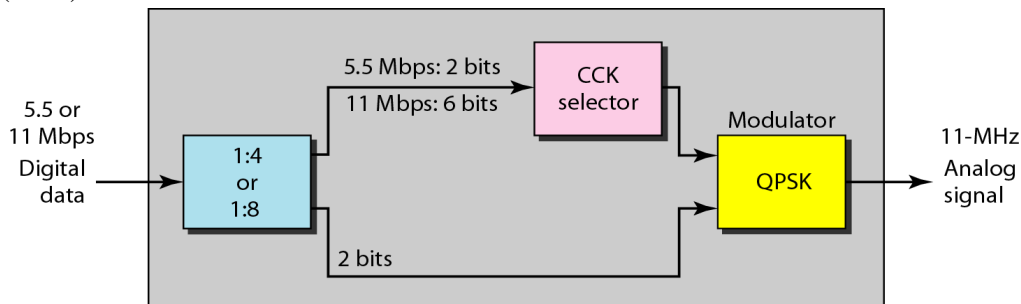 5.5 or
11 Mbps
Digital
data
1:4
or
1:8
5.5 Mbps: 2 bits
11 Mbps: 6 bits
2 bits
CCK
selector
Modulator
QPSK
11-MHz
Analog
signal